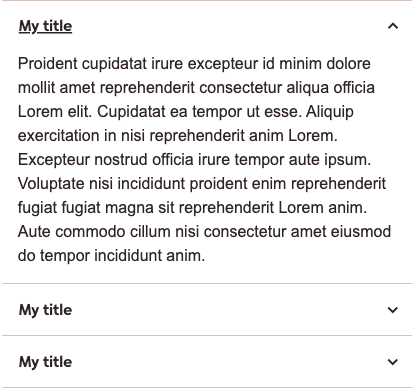 My title
Proident cupidatat irure excepteur id minim dolore
mollit amet reprehenderit consectetur aliqua officia
Lorem elit. Cupidatat ea tempor ut esse. Aliquip
exercitation in nisi reprehenderit anim Lorem.
Excepteur nostrud officia irure tempor aute ipsum.
Voluptate nisi incididunt proident enim reprehenderit
fugiat fugiat magna sit reprehenderit Lorem anim.
Aute commodo cillum nisi consectetur amet eiusmod
do tempor incididunt anim.
My title
My title